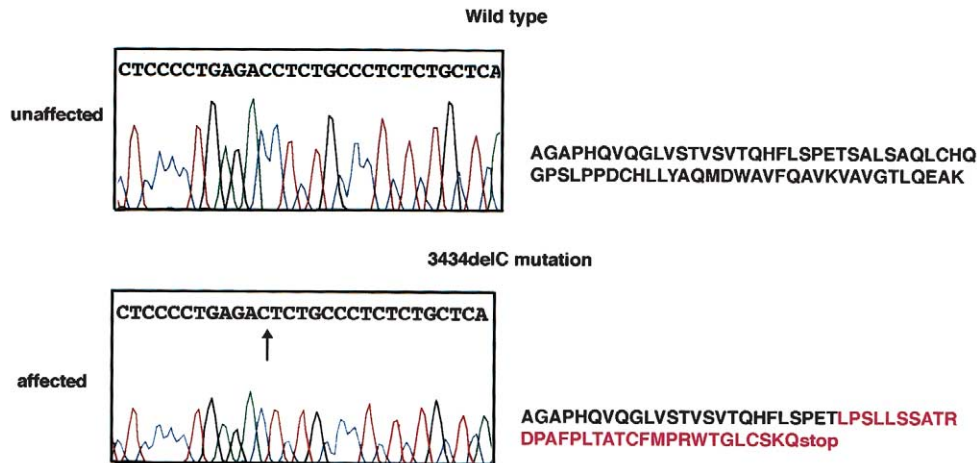 Wild type
CTCCCCTGAGACCTCTGCCCTCTCTGCTCA
unaffected
AGAPHQVQGLVSTVSVTQHFLSPETSALSAQLCHQ
GPSLPPDCHLLYAQMDWAVFQAVKVAVGTLQEAK
3434delC mutation
CTCCCCTGAGACTCTGCCCTCTCTGCTCA
affected
AGAPHQVQGLVSTVSVTQHFLSPETLPSLLSSATR
DPAFPLTATCFMPRWTGLCSKQstop